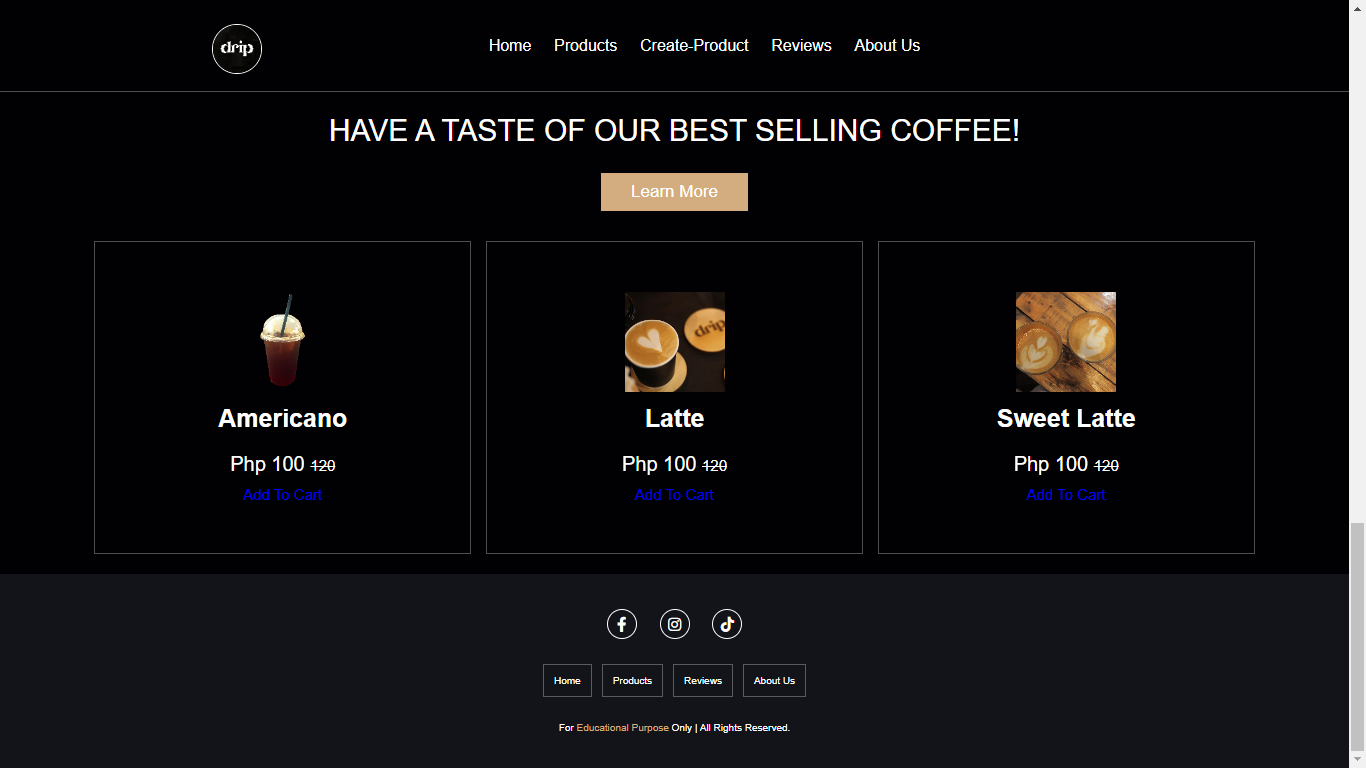 drip
Home Products Create-Product Reviews About Us
HAVE A TASTE OF OUR BEST SELLING COFFEE!
Learn More
drip
Americano
Latte
Sweet Latte
Php 100 120
Php 100 120
Php 100 120
Add To Cart
Add To Cart
Add To Cart
Home
Products
Reviews
About Us
For Educational Purpose Only | All Rights Reserved.